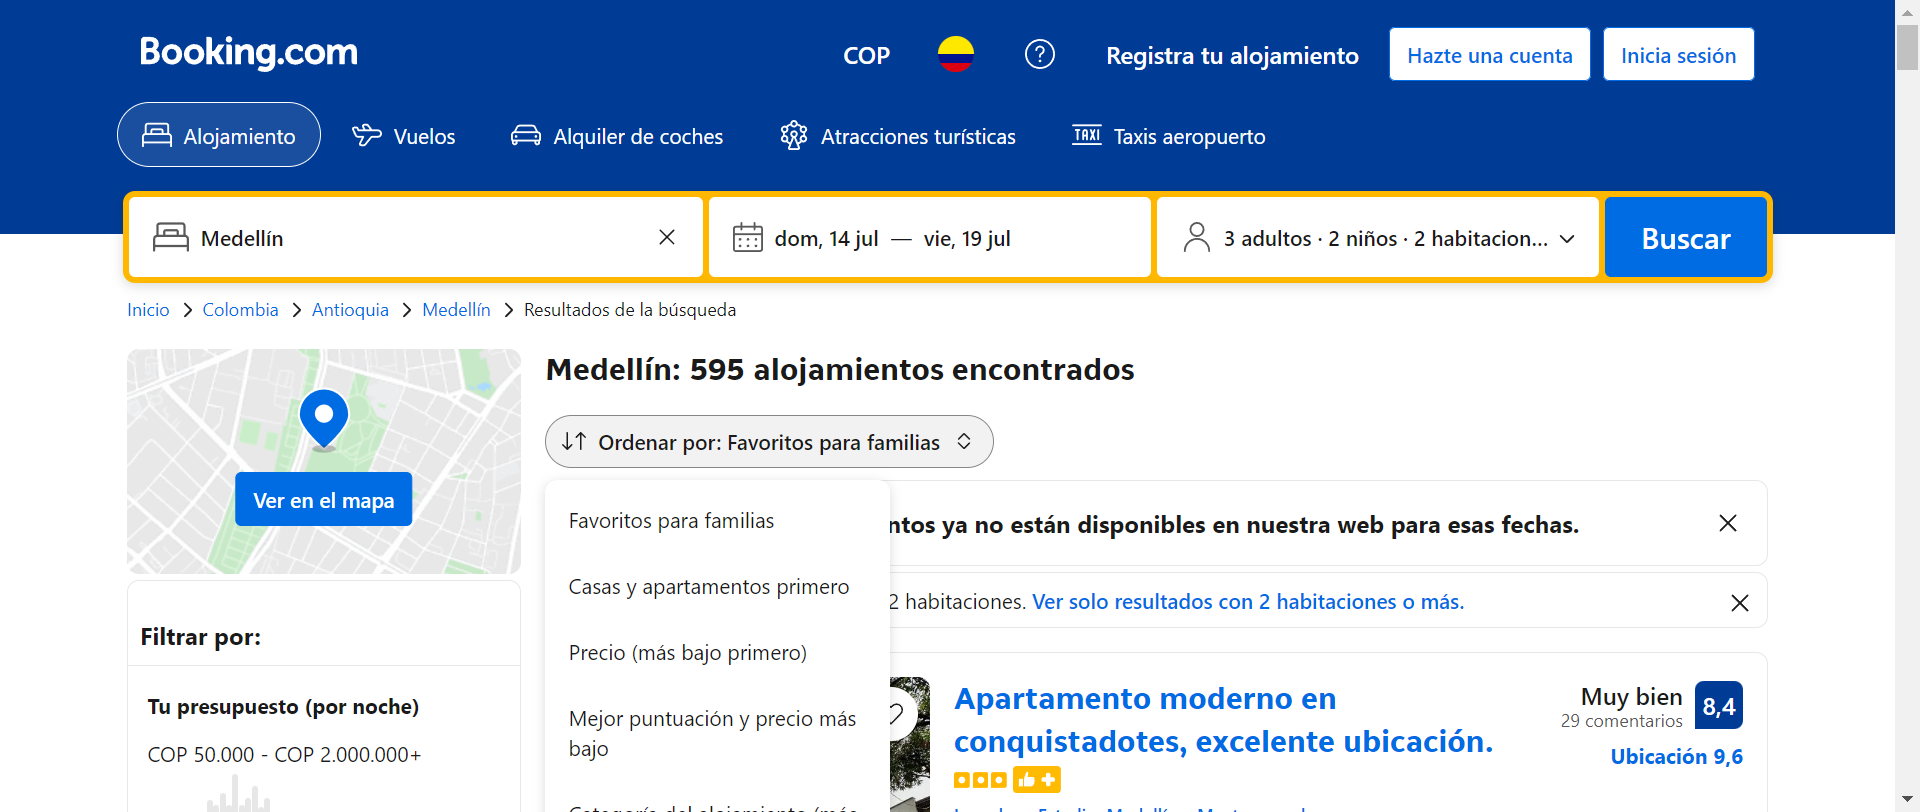 Booking.com
COP
Registra tu alojamiento
Hazte una cuenta
Inicia sesión
Alojamiento
Vuelos
Alquiler de coches
Atracciones turísticas
TAXI
Taxis aeropuerto
Medellín
dom, 14 jul — vie, 19 jul
3 adultos · 2 niños · 2 habitacion...
Buscar
Inicio
Colombia
Antioquia
Medellín
Resultados de la búsqueda
Ver en el mapa
Filtrar por:
Tu presupuesto (por noche)
COP 50.000 - COP 2.000.000+
Medellín: 595 alojamientos encontrados
Ordenar por: Favoritos para familias
Favoritos para familias
Casas y apartamentos primero
Precio (más bajo primero)
Mejor puntuación y precio más
bajo
Categoría del alojamiento (más
ntos ya no están disponibles en nuestra web para esas fechas.
2 habitaciones. Ver solo resultados con 2 habitaciones o más.
Apartamento moderno en
conquistadotes, excelente ubicación.
Muy bien
29 comentarios
8,4
Ubicación 9,6